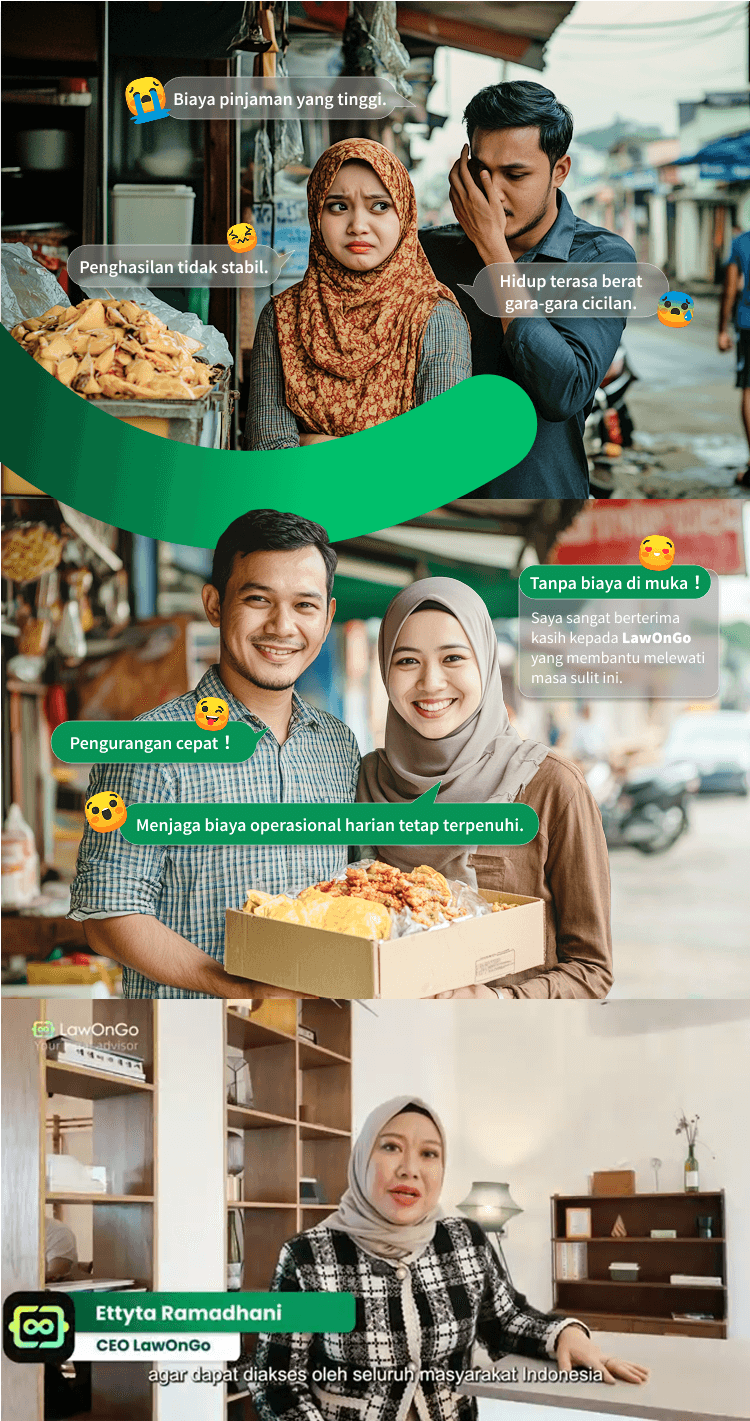 Biaya pinjaman yang tinggi.
Penghasilan tidak stabil.
Hidup terasa berat
gara-gara cicilan.
Tanpa biaya di muka！
Saya sangat berterima
kasih kepada LawOnGo
yang membantu melewati
masa sulit ini.
Pengurangan cepat！
Menjaga biaya operasional harian tetap terpenuhi.
LawOnGo
Your advisor
Ettyta Ramadhani
CEO LawOnGo
agar dapat diakses oleh seluruh masyarakat Indonesia